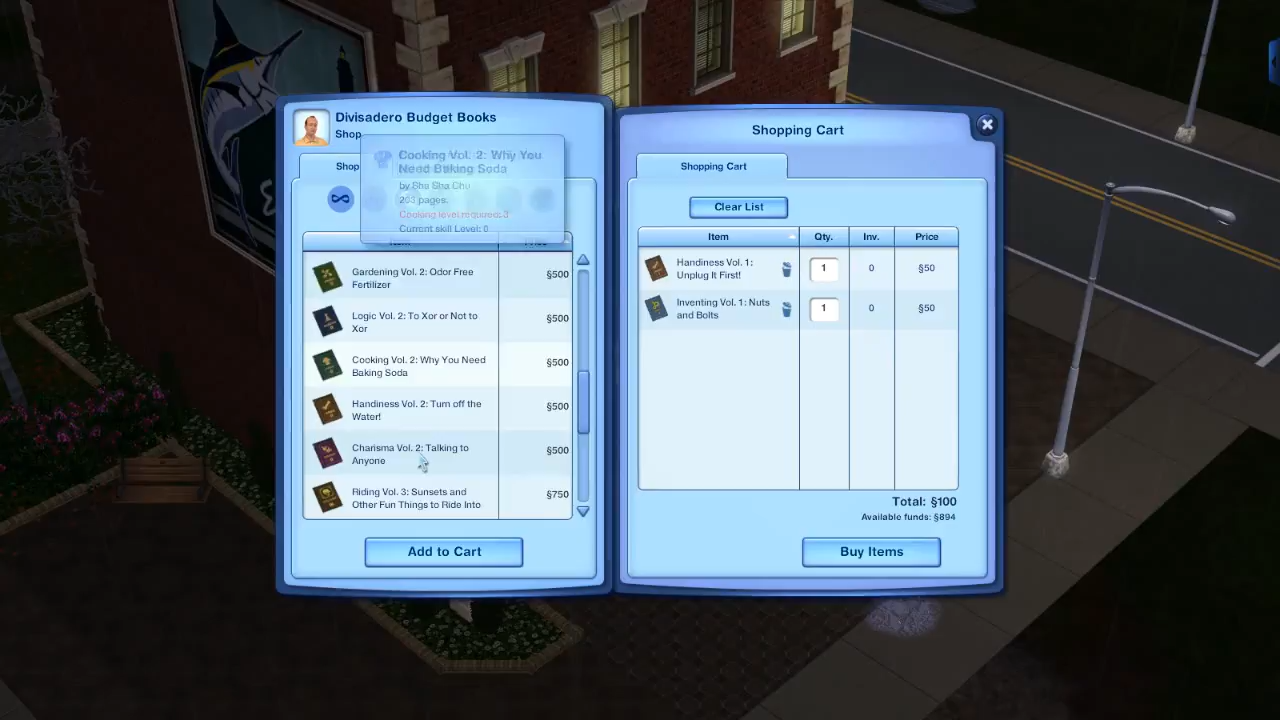 Divisadero Budget Books
Shop
Shop
Cooking Vol. 2: Why You
Need Baking Soda
by Sha Sha Chu
203 pages.
Cooking level required:3
Current skill Level: 0
Item
Price
Gardening Vol. 2: Odor Free
Fertilizer
§500
Logic Vol. 2: To Xor or Not to
Xor
§500
Cooking Vol. 2: Why You Need
Baking Soda
§500
Handiness Vol. 2: Turn off the
Water!
§500
Charisma Vol. 2: Talking to
Anyone
§500
Riding Vol. 3: Sunsets and
Other Fun Things to Ride Into
§750
Add to Cart
Shopping Cart
Shopping Cart
Clear List
Item
Qty.
Inv.
Price
Handiness Vol. 1:
Unplug It First!
1
0
§50
Inventing Vol. 1: Nuts
and Bolts
1
0
§50
Total: §100
Available funds: §894
Buy Items